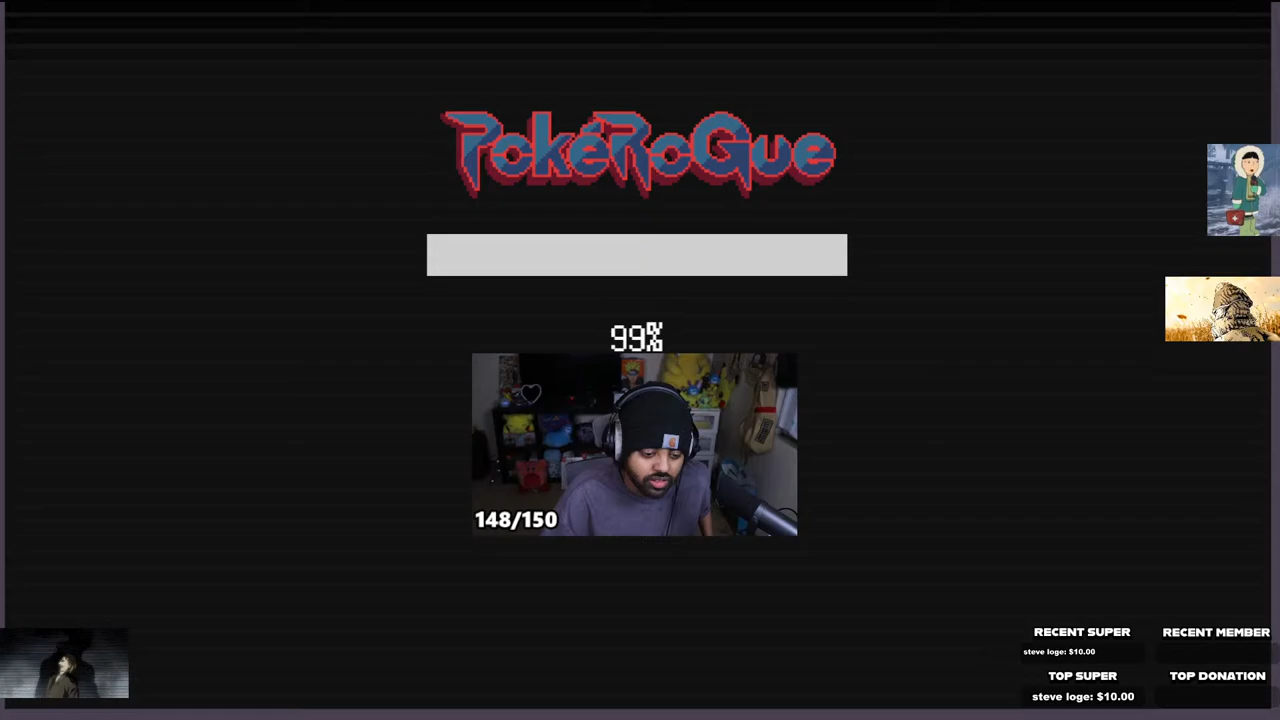 PokéRoGue
99%
148/150
RECENT SUPER
steve loge: $10.00
RECENT MEMBER
TOP SUPER
steve loge: $10.00
TOP DONATION